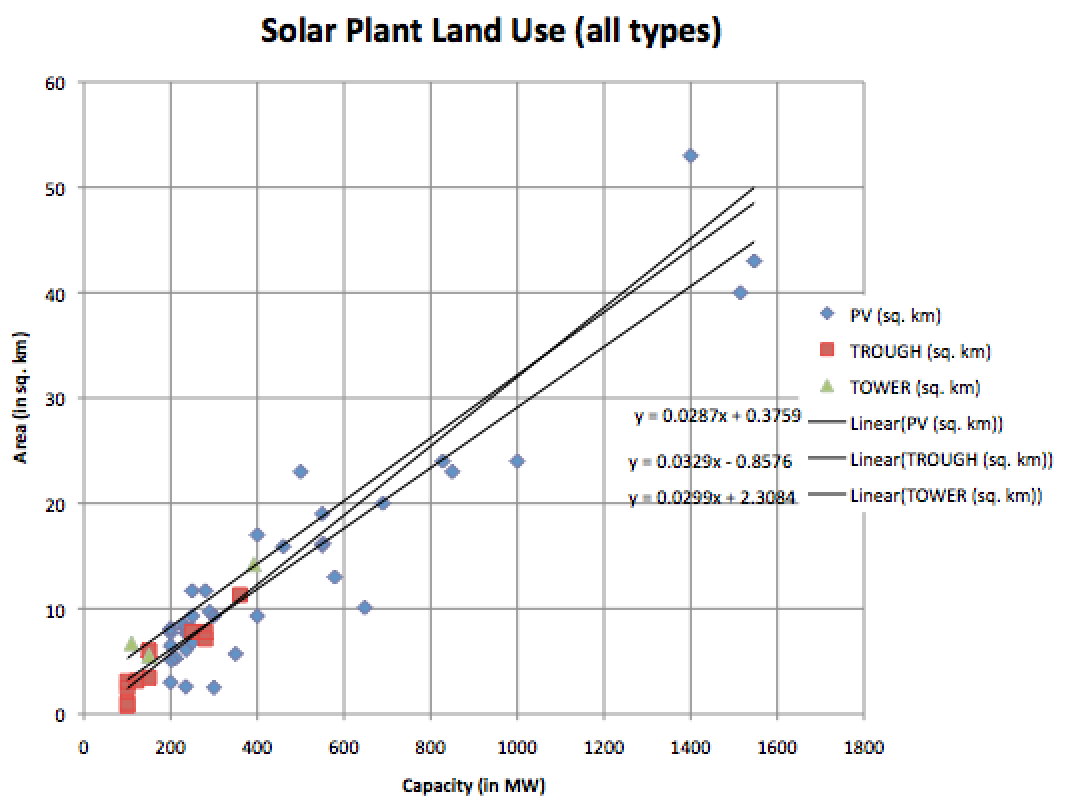 Solar Plant Land Use (all types)
60
50
40
30
20
10
0
Area (in sq. km)
0 200 400 600 800 1000 1200 1400 1600 1800
Capacity (in MW)
PV (sq. km)
TROUGH (sq. km)
TOWER (sq. km)
y = 0.0287x + 0.3759 Linear(PV (sq. km))
y = 0.0329x - 0.8576 Linear(TROUGH (sq. km))
y = 0.0299x + 2.3084 Linear(TOWER (sq. km))